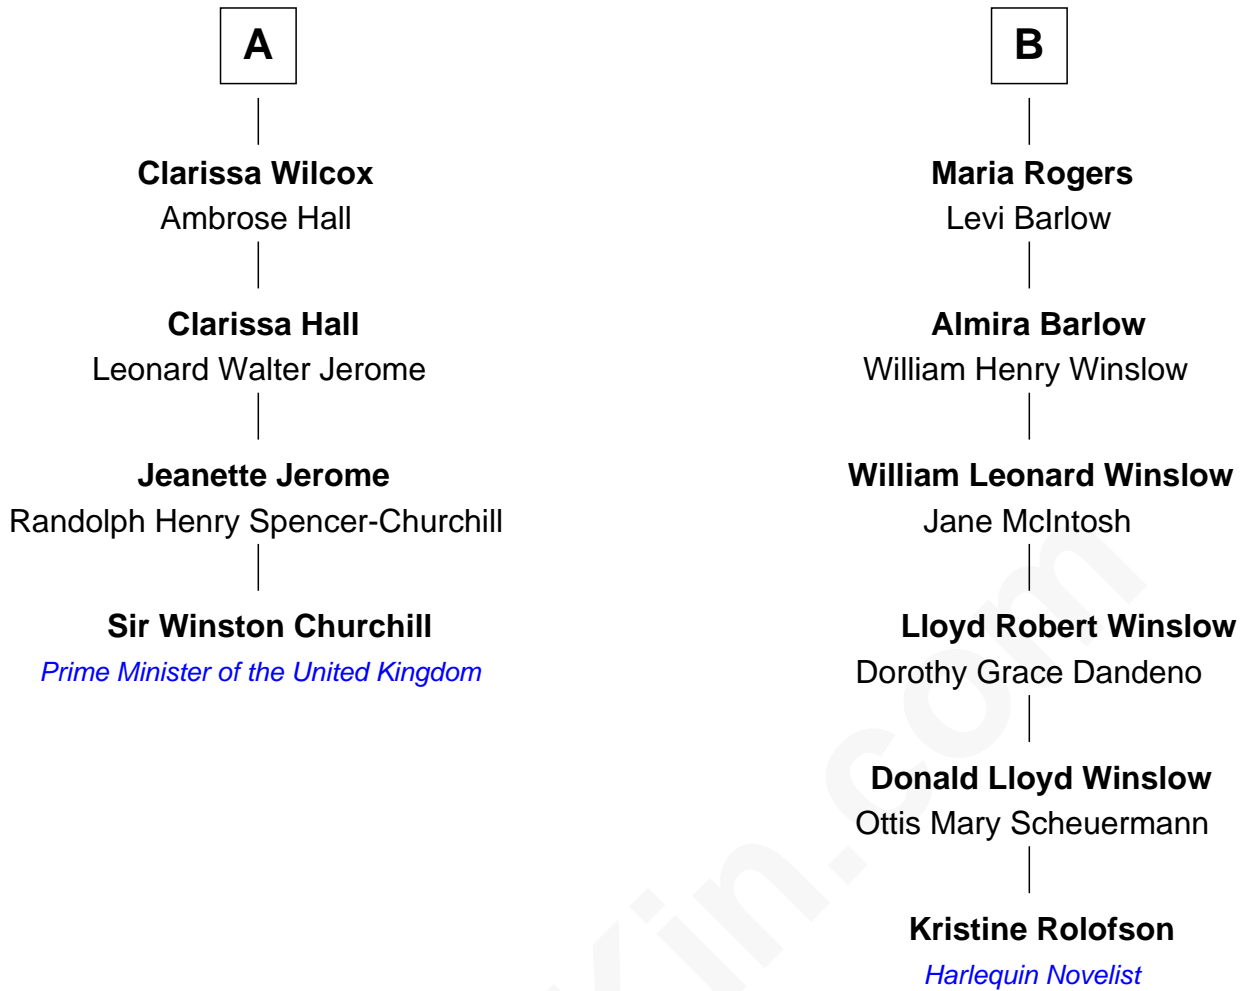 A
Clarissa Wilcox
Ambrose Hall
Clarissa Hall
Leonard Walter Jerome
Jeanette Jerome
Randolph Henry Spencer-Churchill
Sir Winston Churchill
Prime Minister of the United Kingdom
B
Maria Rogers
Levi Barlow
Almira Barlow
William Henry Winslow
William Leonard Winslow
Jane McIntosh
Lloyd Robert Winslow
Dorothy Grace Dandeno
Donald Lloyd Winslow
Ottis Mary Scheuermann
Kristine Rolofson
Harlequin Novelist
Kin.com